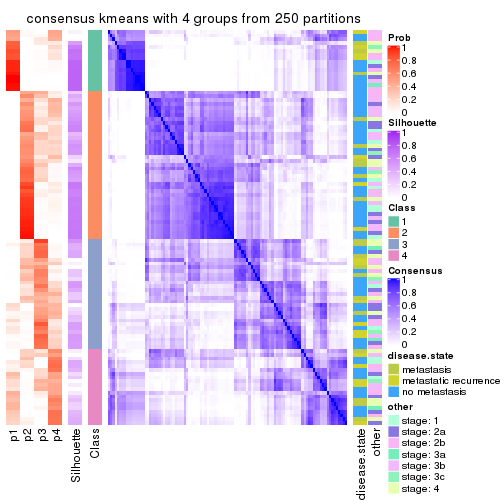 consensus kmeans with 4 groups from 250 partitions
Prob
1
0.8
0.6
0.4
0.2
0
Silhouette
1
0.8
0.6
0.4
0.2
0
Class
1
2
3
4
Consensus
1
0.8
0.6
0.4
0.2
0
disease.state
metastasis
metastatic recurrence
no metastasis
other
stage: 1
stage: 2a
stage: 2b
stage: 3a
stage: 3b
stage: 3c
stage: 4
p1
p2
p3
p4
Silhouette
Class
disease.state
other